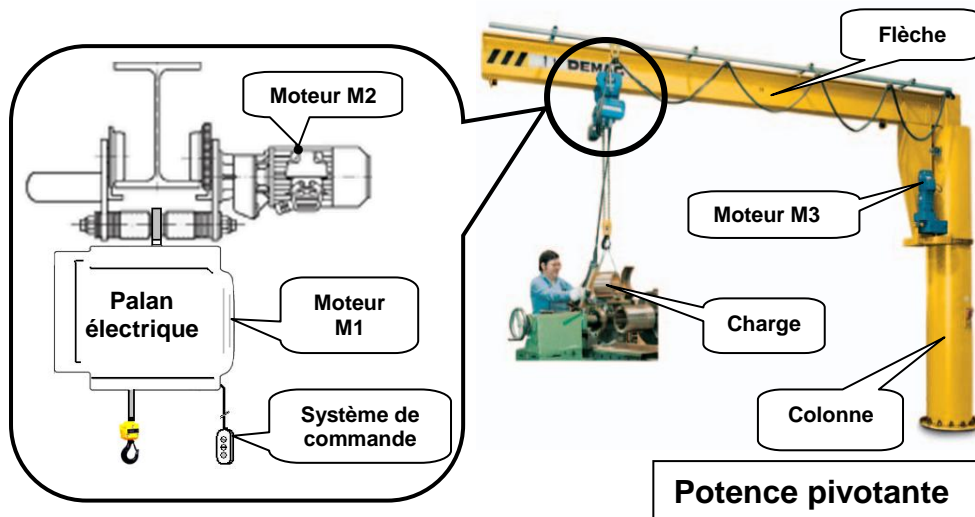 Moteur M2
Palan
électrique
Moteur
M1
Système de
commande
Flèche
DEMAG
Moteur M3
Charge
Colonne
Potence pivotante